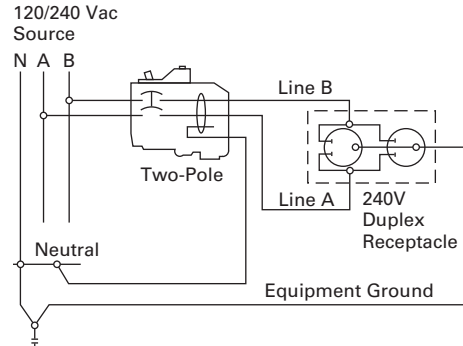 120/240 Vac
Source
N A B
Line B
Two-Pole
Line A
240V
Duplex
Receptacle
Neutral
Equipment Ground